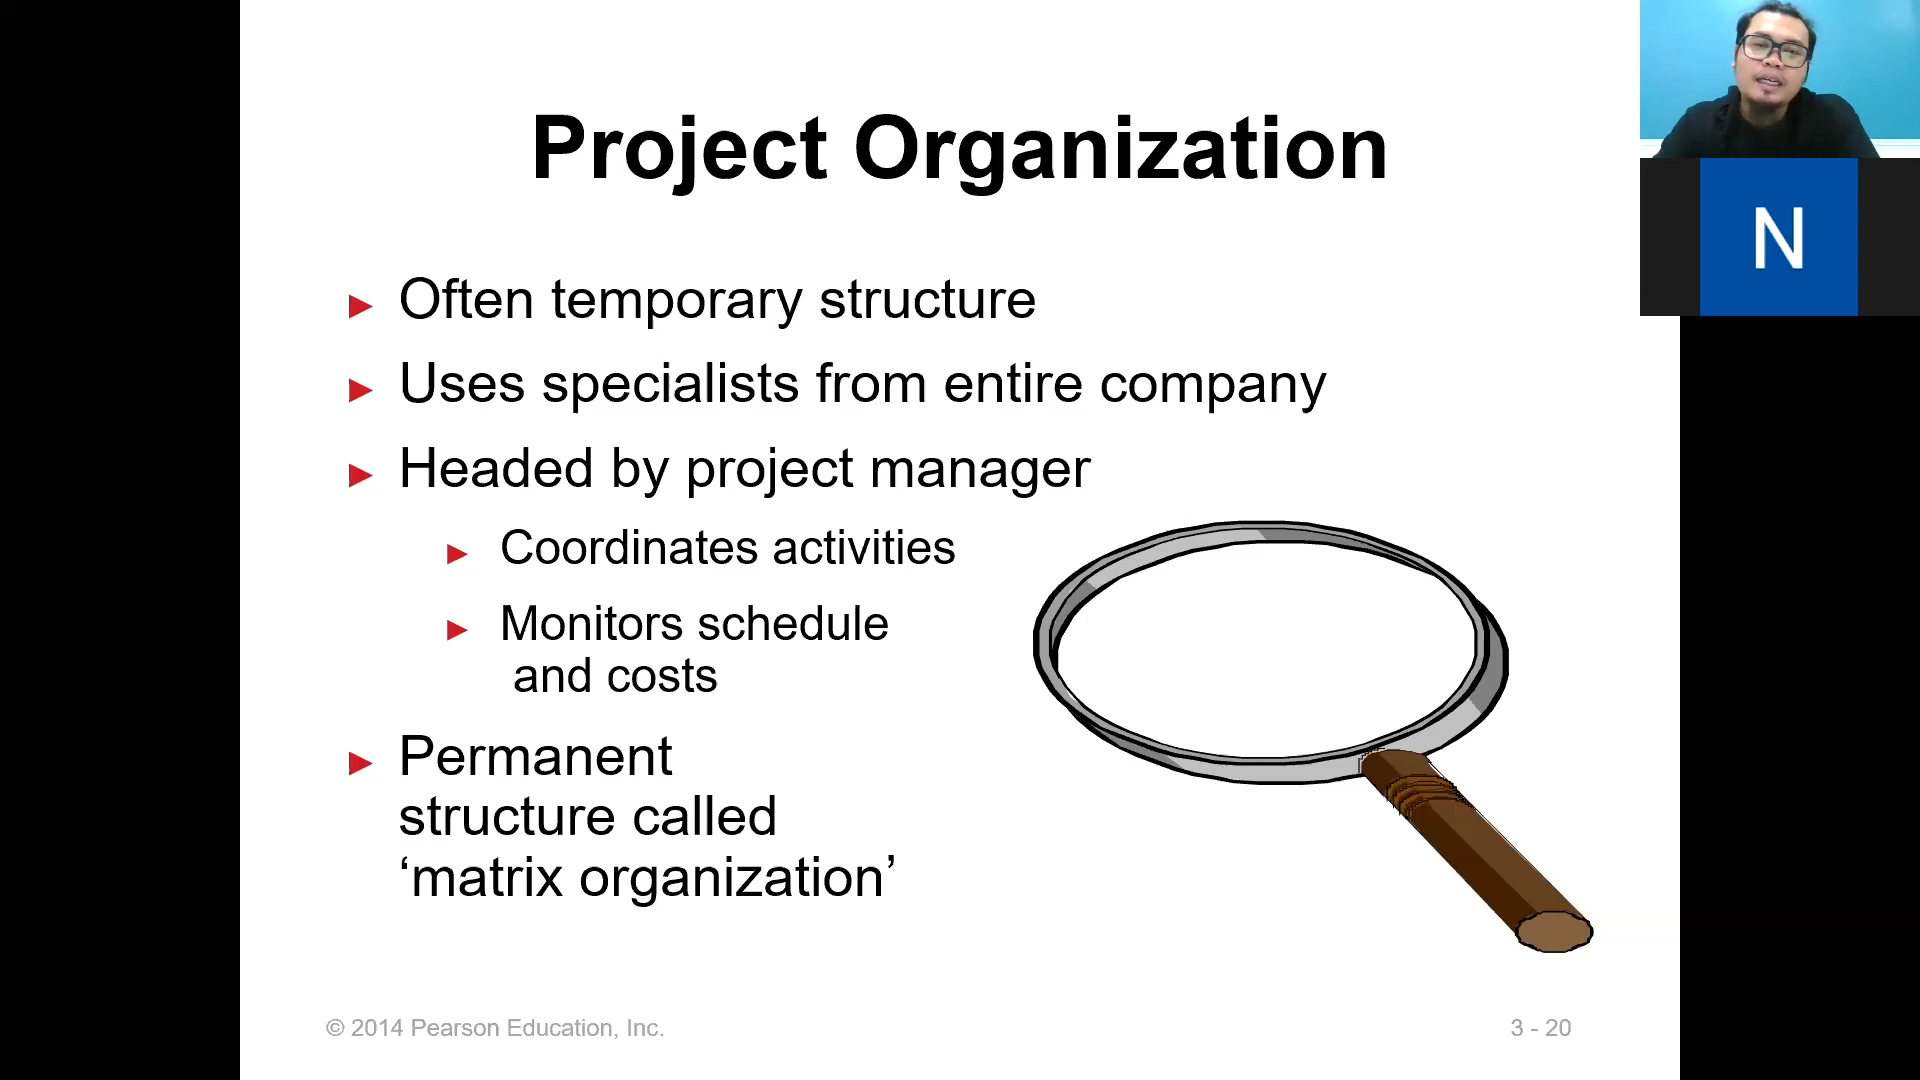 Project Organization
► Often temporary structure
► Uses specialists from entire company
► Headed by project manager
► Coordinates activities
► Monitors schedule
and costs
► Permanent
structure called
‘matrix organization’
© 2014 Pearson Education, Inc.
3 - 20
N